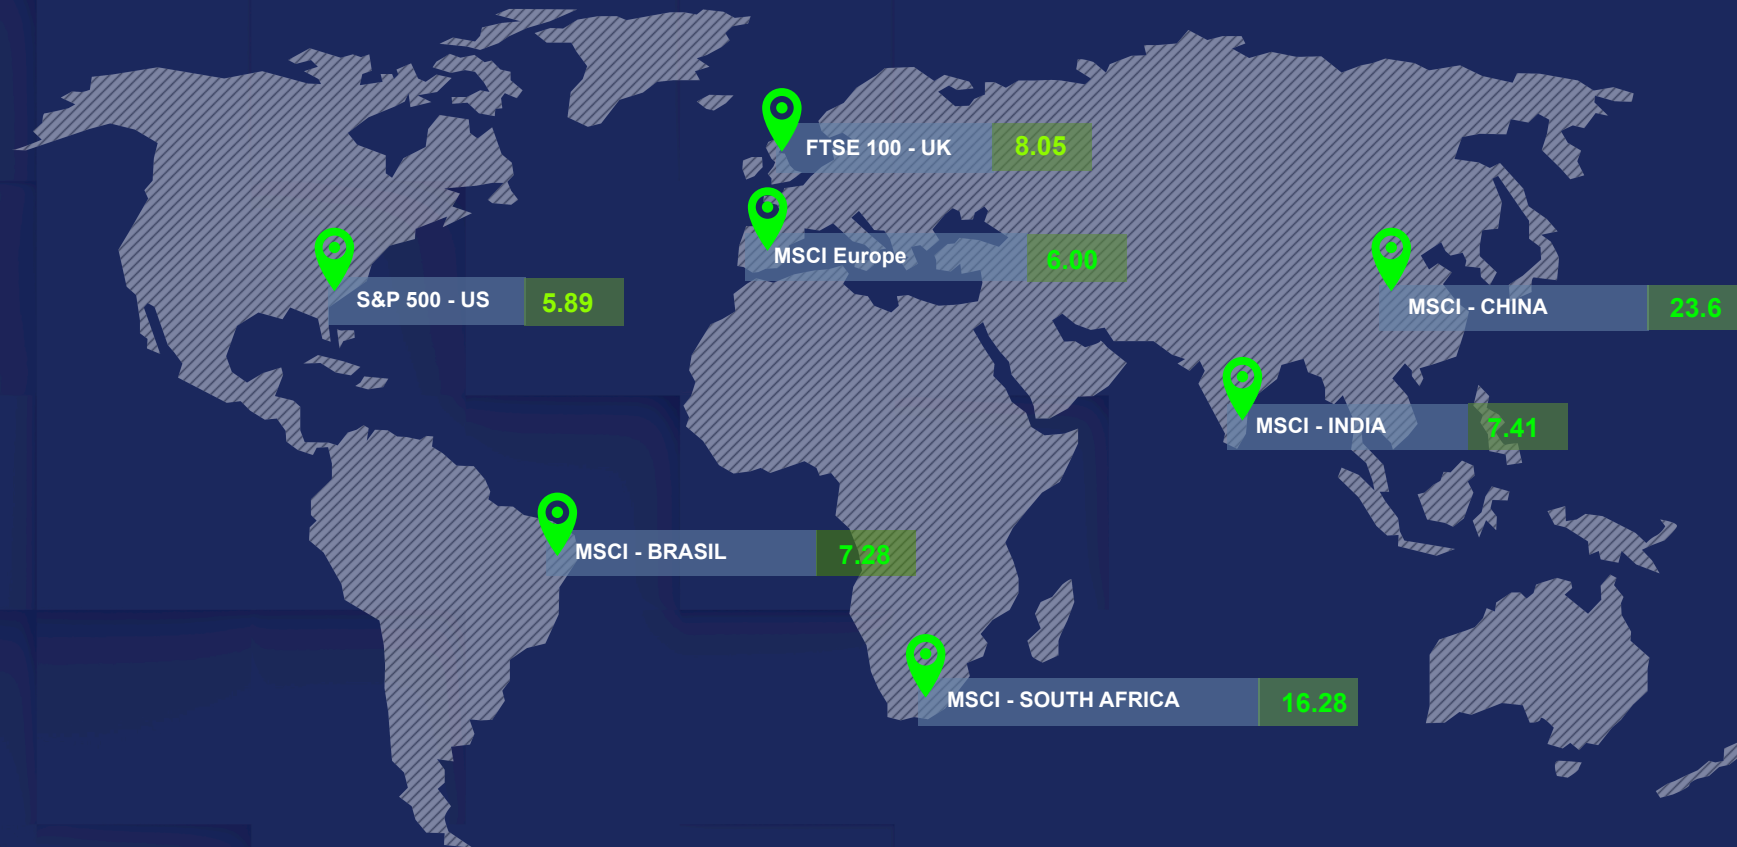 FTSE 100 - UK 8.05
MSCI Europe 6.00
S&P 500 - US 5.89
MSCI - CHINA 23.6
MSCI - INDIA 7.41
MSCI - BRASIL 7.28
MSCI - SOUTH AFRICA 16.28